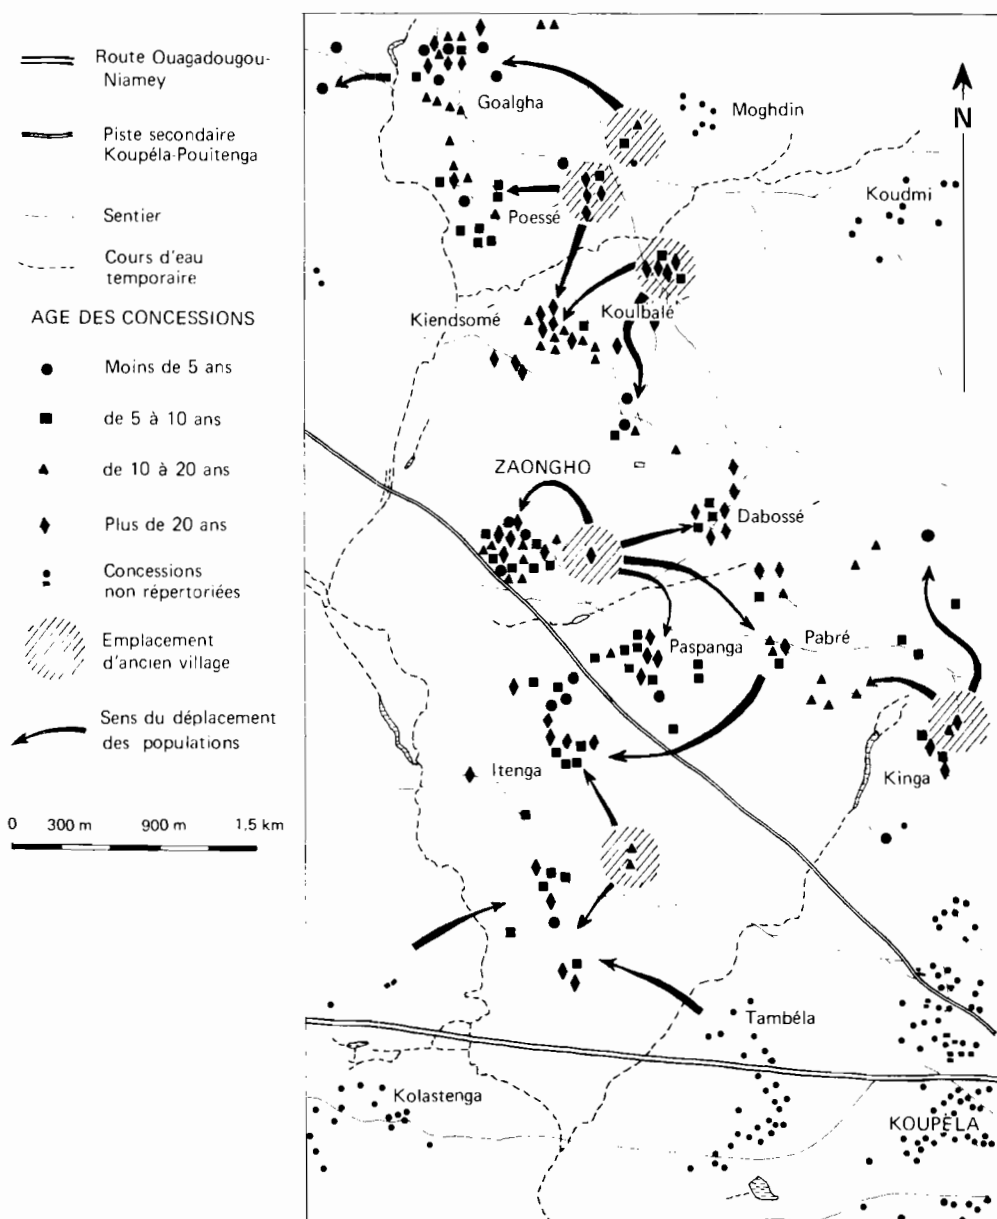 Route Ouagadougou-
Niamey
Piste secondaire
Koupéla-Pouitenga
Sentier
Cours d'eau
temporaire
AGE DES CONCESSIONS
Moins de 5 ans
de 5 à 10 ans
de 10 à 20 ans
Plus de 20 ans
Concessions
non répertoriées
Emplacement
d'ancien village
Sens du déplacement
des populations
0 300 m 900 m 1,5 km
N
Goalgha
Moghdin
Koudmi
Poessé
Kiendsomé
Koulbalé
ZAONGHO
Dabossé
Paspanga
Pabré
Itenga
Kinga
Tambéla
Kolastenga
KOUPÈLA